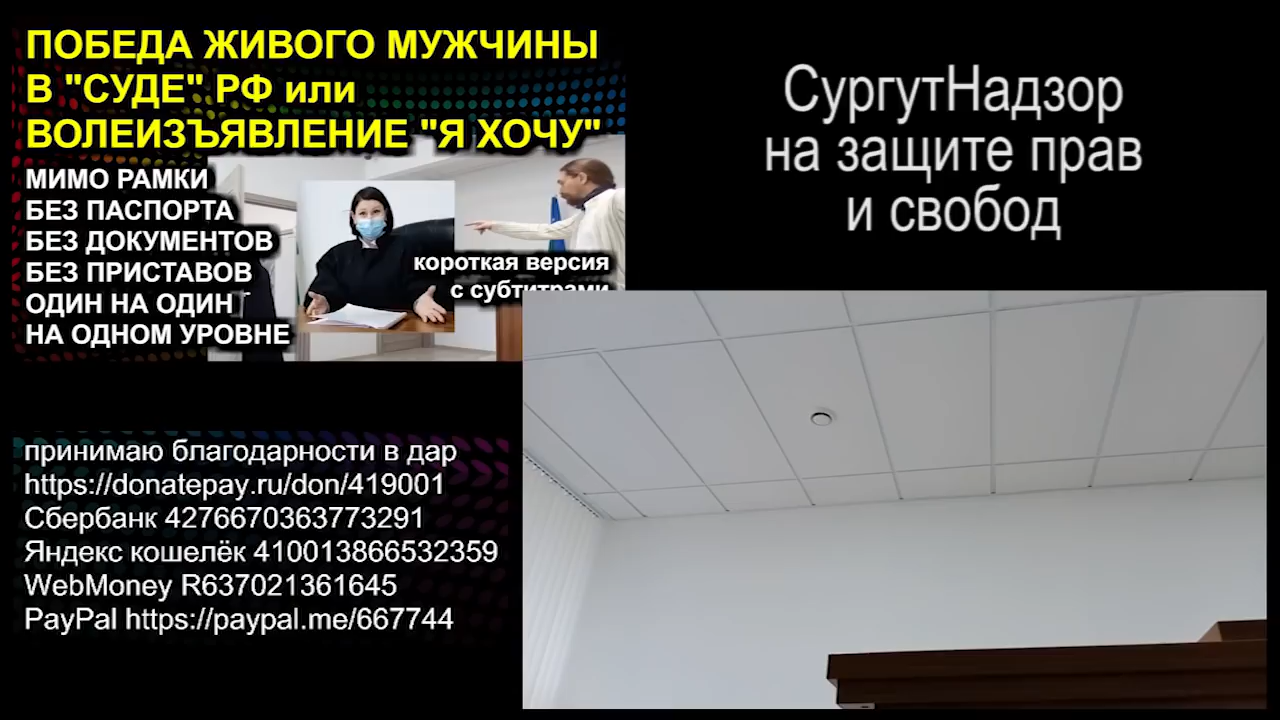 ПОБЕДА ЖИВОГО МУЖЧИНЫ
В "СУДЕ" РФ или
ВОЛЕИЗЪЯВЛЕНИЕ "Я ХОЧУ"
МИМО РАМКИ
БЕЗ ПАСПОРТА
БЕЗ ДОКУМЕНТОВ
БЕЗ ПРИСТАВОВ
ОДИН НА ОДИН
НА ОДНОМ УРОВНЕ
короткая версия
с субтитрами
СургутНадзор
на защите прав
и свобод
принимаю благодарности в дар
https://donatepay.ru/don/419001
Сбербанк 4276670363773291
Яндекс кошелёк 410013866532359
WebMoney R637021361645
PayPal https://paypal.me/667744